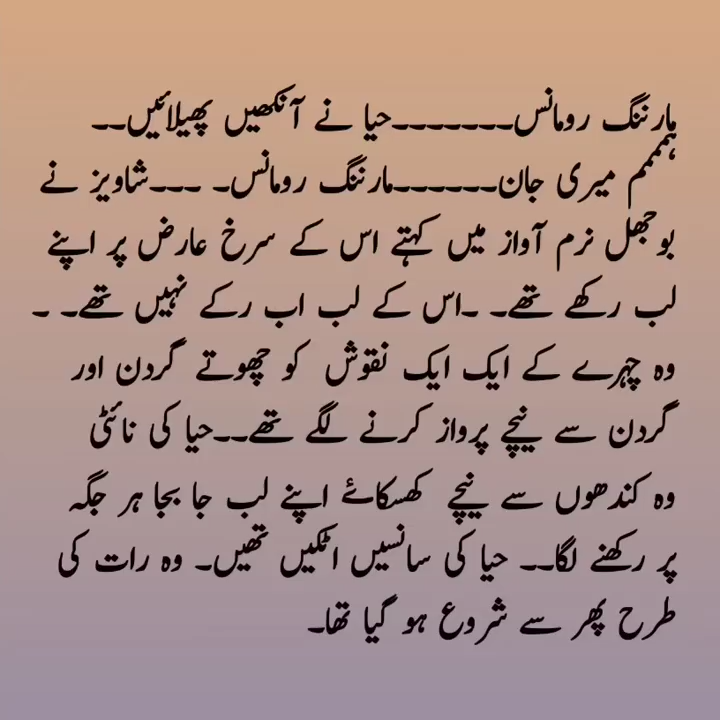 مارننگ رومانس۔۔۔۔۔۔۔حیا نے آنکھیں پھیلائیں۔۔
ہمممم میری جان۔۔۔۔۔۔مارننگ رومانس۔ ۔۔۔شاویز نے
بوجھل نرم آواز میں کہتے اس کے سرخ عارض پر اپنے
لب رکھے تھے۔ ۔اس کے لب اب رکے نہیں تھے۔ ۔
وہ چہرے کے ایک ایک نقوش کو چھوتے گردن اور
گردن سے نیچے پرواز کرنے لگے تھے۔۔حیا کی نائٹی
وہ کندھوں سے نیچے کھسکائے اپنے لب جا بجا ہر جگہ
پر رکھنے لگا۔۔ حیا کی سانسیں اٹکیں تھیں۔ وہ رات کی
طرح پھر سے شروع ہو گیا تھا۔